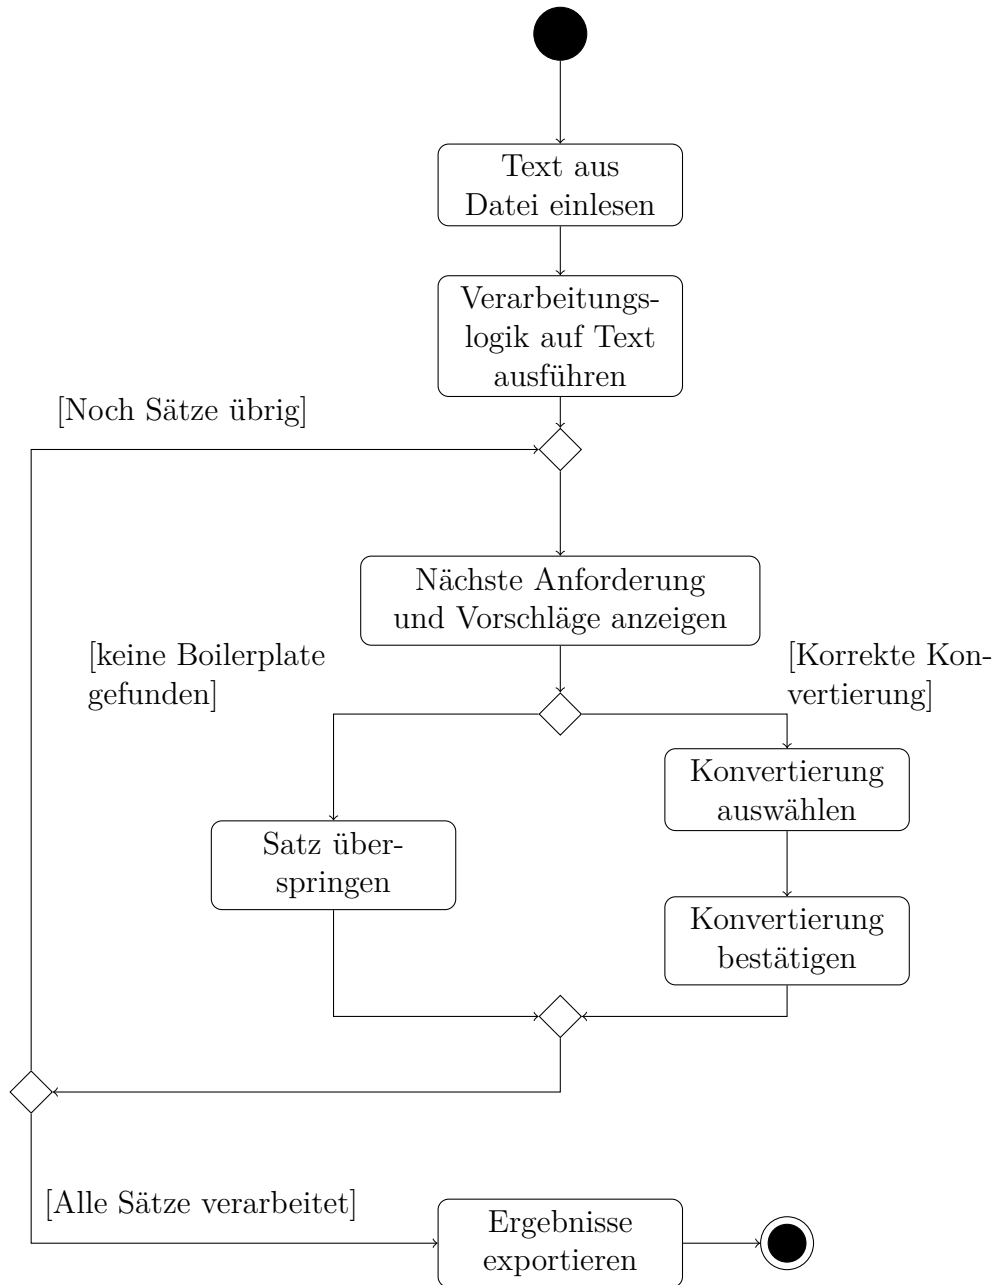 Text aus
Datei einlesen
Verarbeitungs-
logik auf Text
ausführen
[Noch Sätze übrig]
Nächste Anforderung
und Vorschläge anzeigen
[keine Boilerplate
gefunden]
[Korrekte Kon-
vertierung]
Konvertierung
auswählen
Satz über-
springen
Konvertierung
bestätigen
[Alle Sätze verarbeitet]
Ergebnisse
exportieren